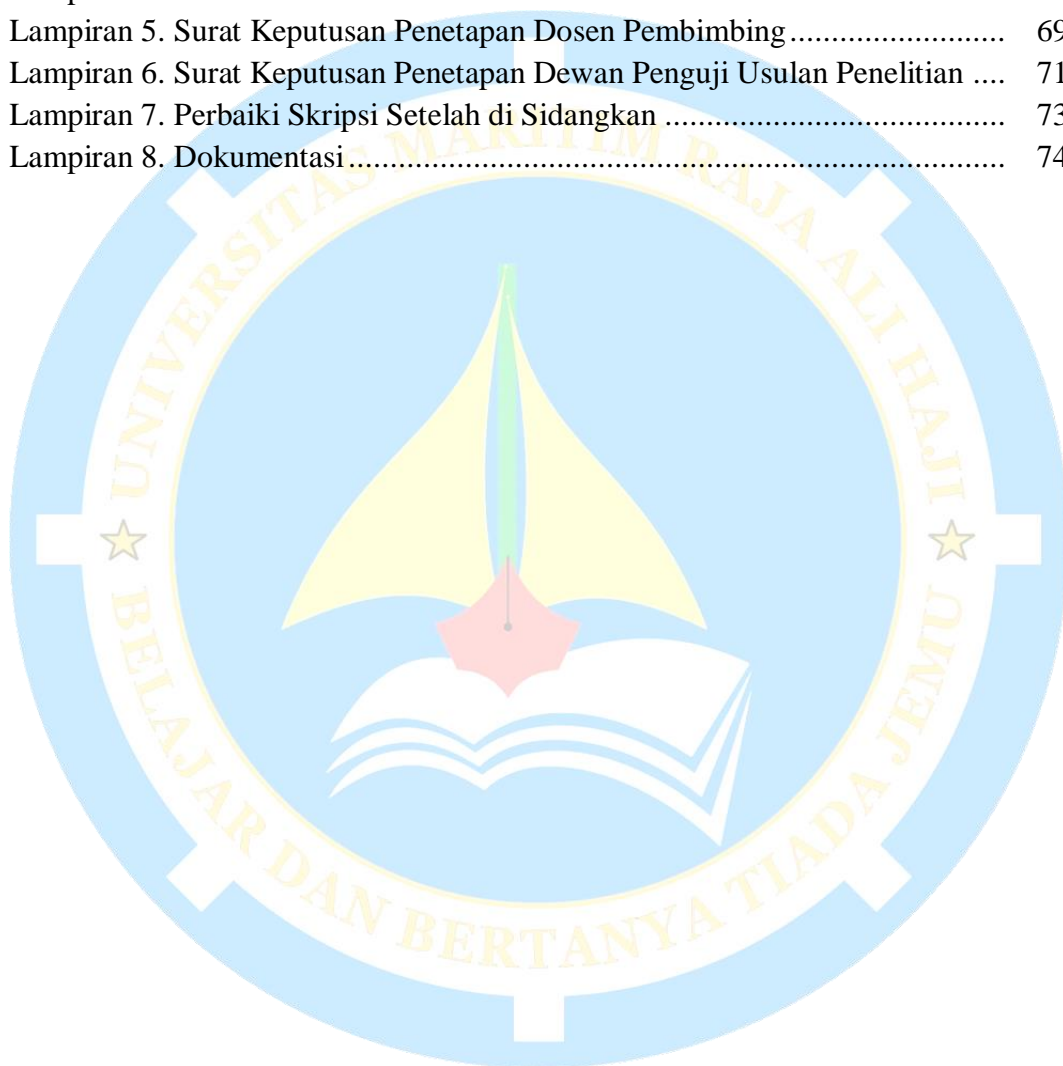 Lampiran 5. Surat Keputusan Penetapan Dosen Pembimbing.......................... 69
Lampiran 6. Surat Keputusan Penetapan Dewan Penguji Usulan Penelitian .... 71
Lampiran 7. Perbaiki Skripsi Setelah di Sidangkan ......................................... 73
Lampiran 8. Dokumentasi................................................................................ 74
UNIVERSITAS MARITIM RAJA ALI HAJI
BELAJAR DAN BERTANYA TIADA JEMU